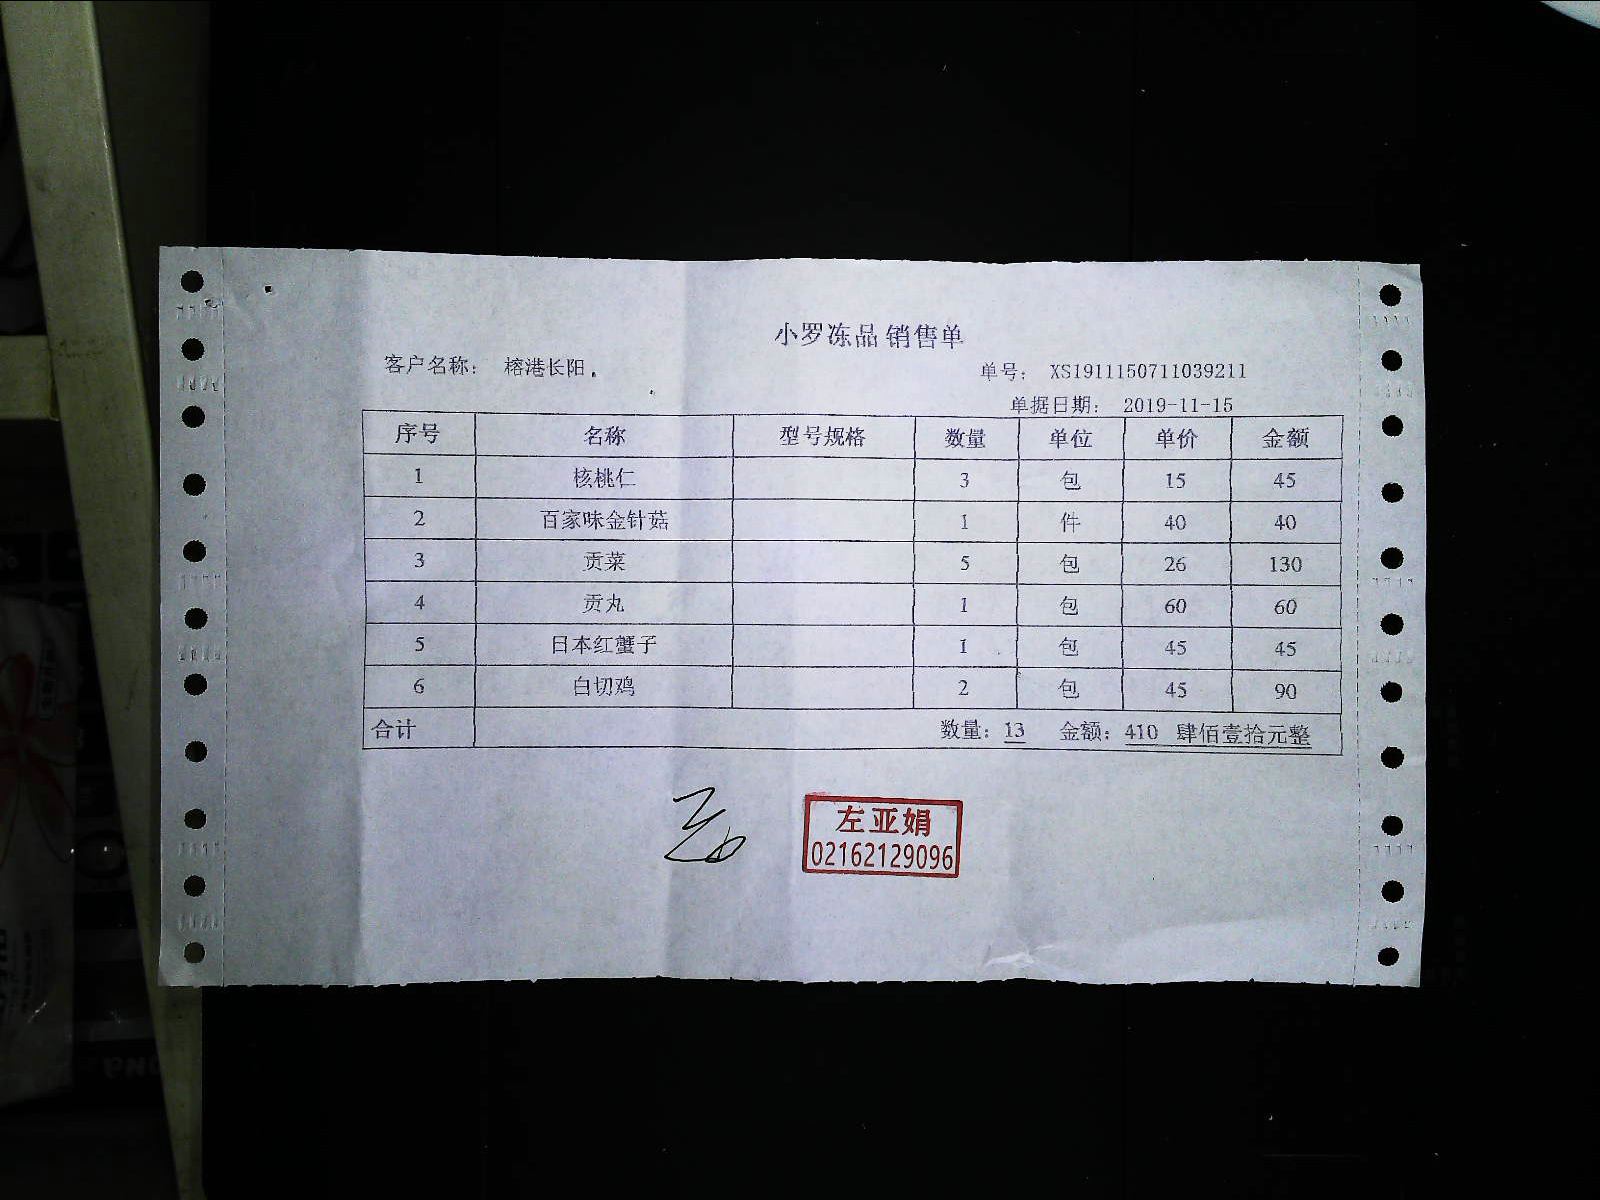 小罗冻品 销售单
客户名称: 榕港长阳. 单号: XS1911150711039211
单据日期: 2019-11-15
序号 名称 型号规格 数量 单位 单价 金额
1 核桃仁 3 包 15 45
2 百家味金针菇 1 件 40 40
3 贡菜 5 包 26 130
4 贡丸 1 包 60 60
5 日本红蟹子 1 包 45 45
6 白切鸡 2 包 45 90
合计 数量: 13 金额: 410 肆佰壹拾元整
左亚娟
02162129096